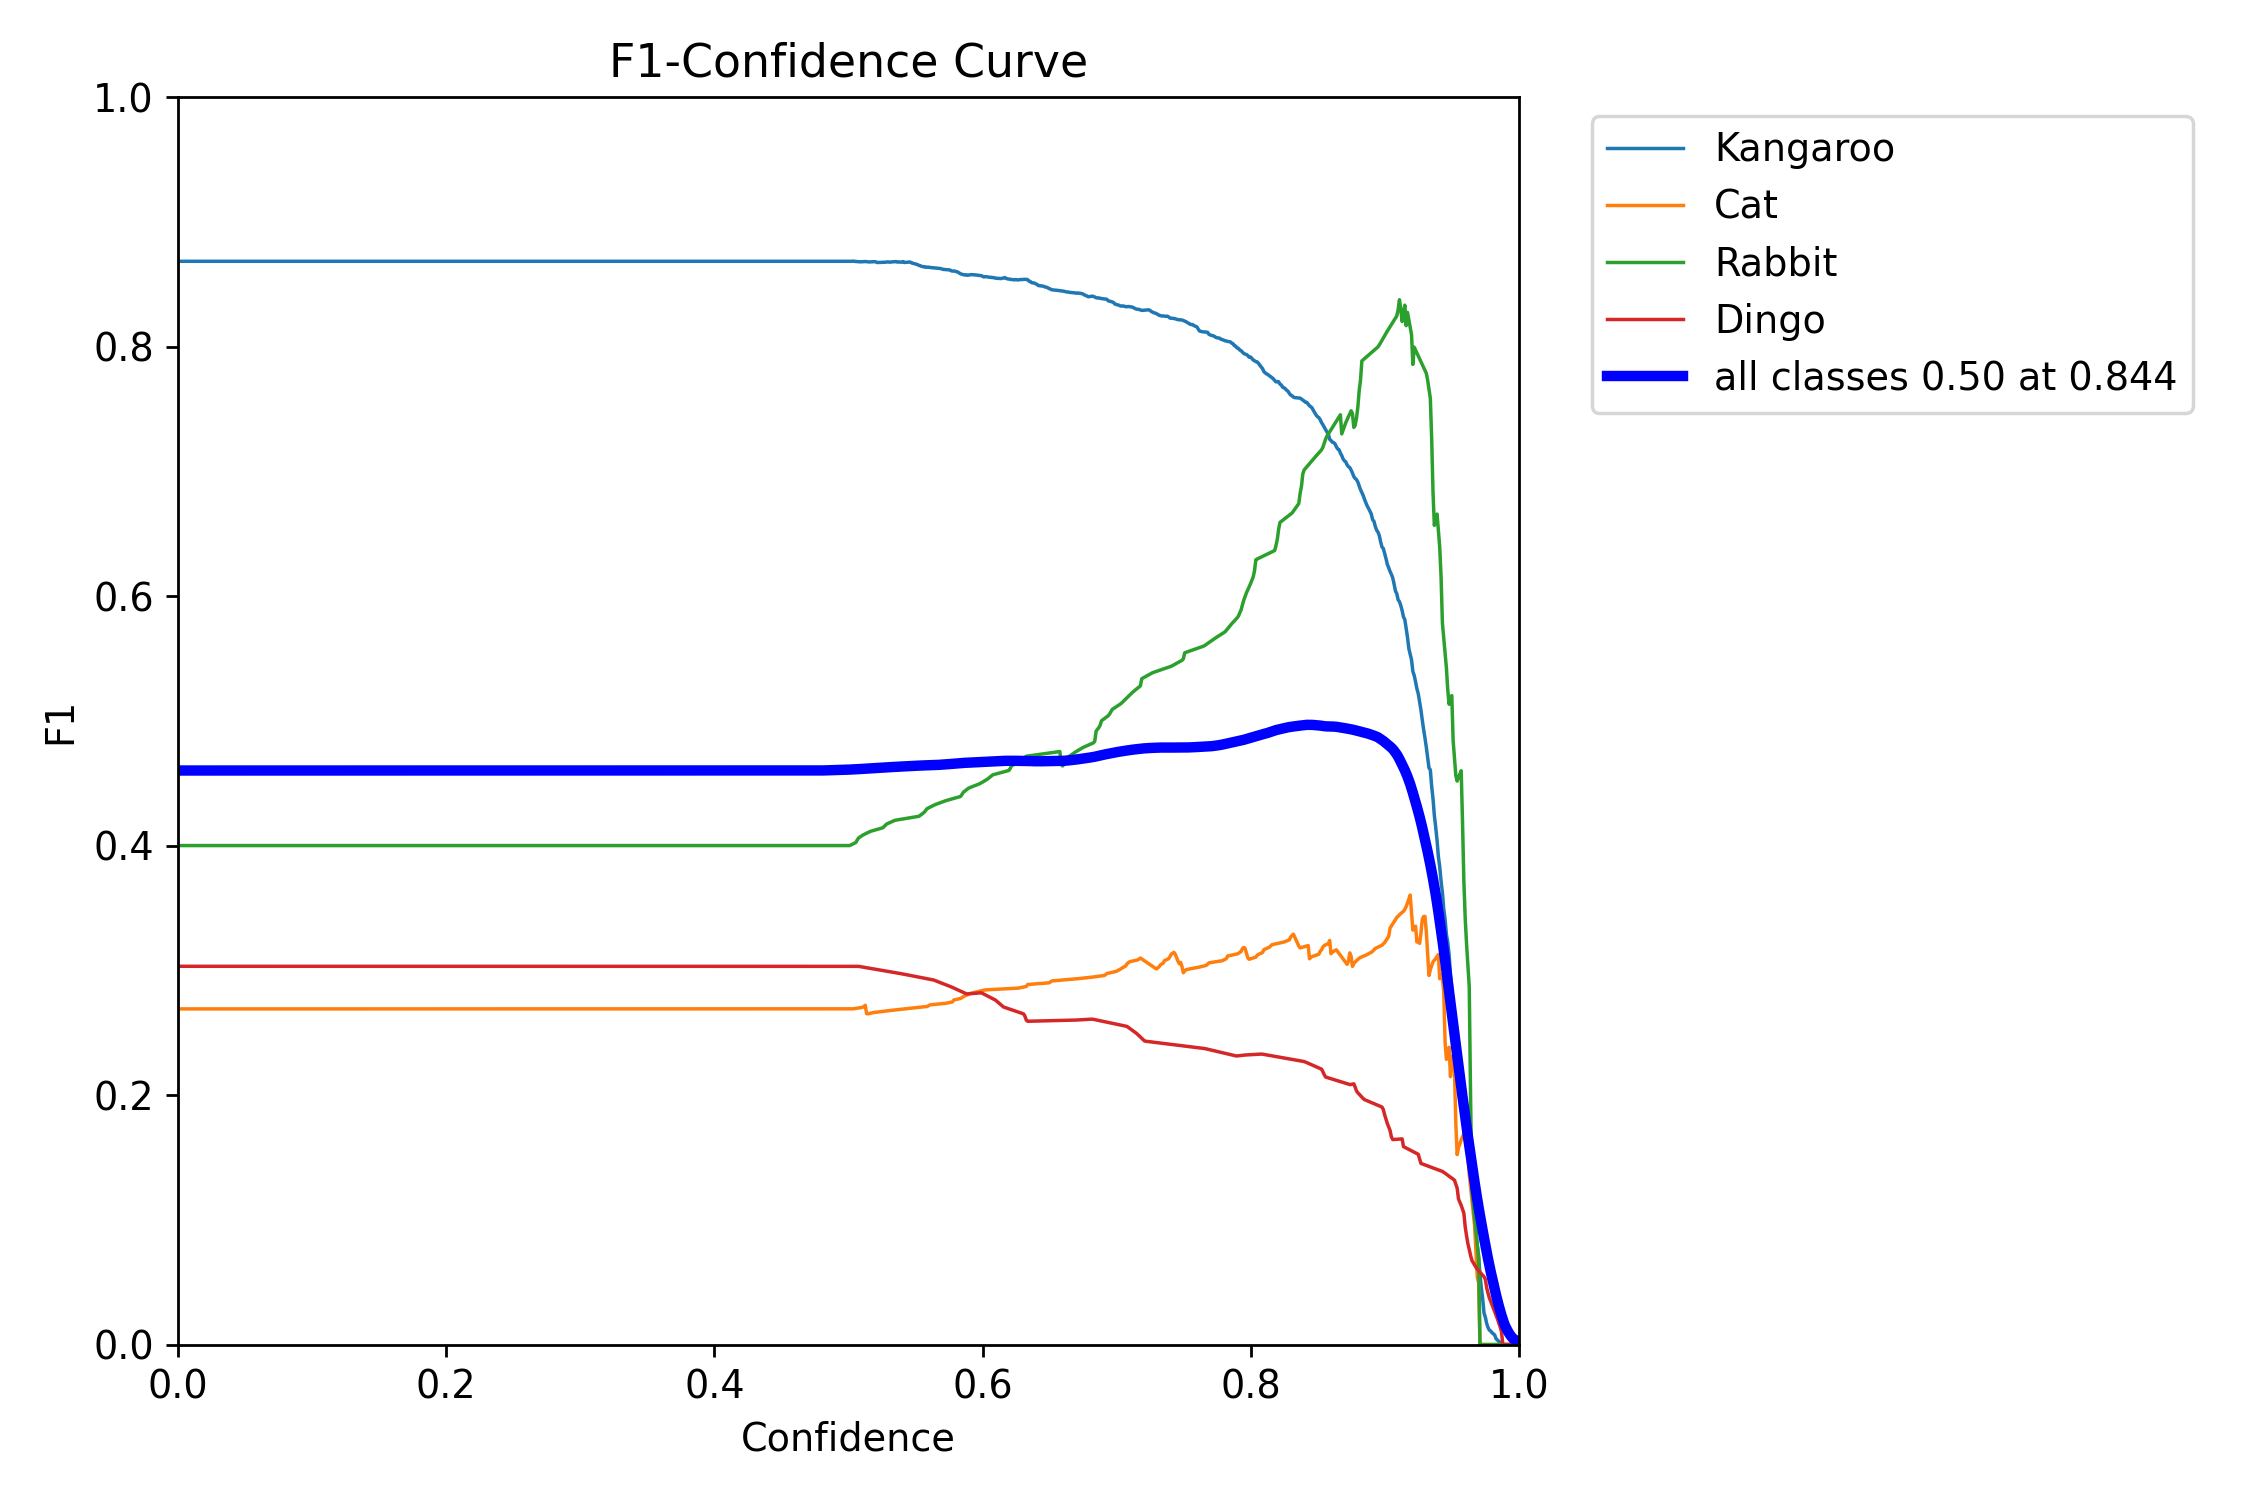 F1-Confidence Curve
1.0
0.8
0.6
0.4
0.2
0.0
F1
0.0 0.2 0.4 0.6 0.8 1.0
Confidence
Kangaroo
Cat
Rabbit
Dingo
all classes 0.50 at 0.844